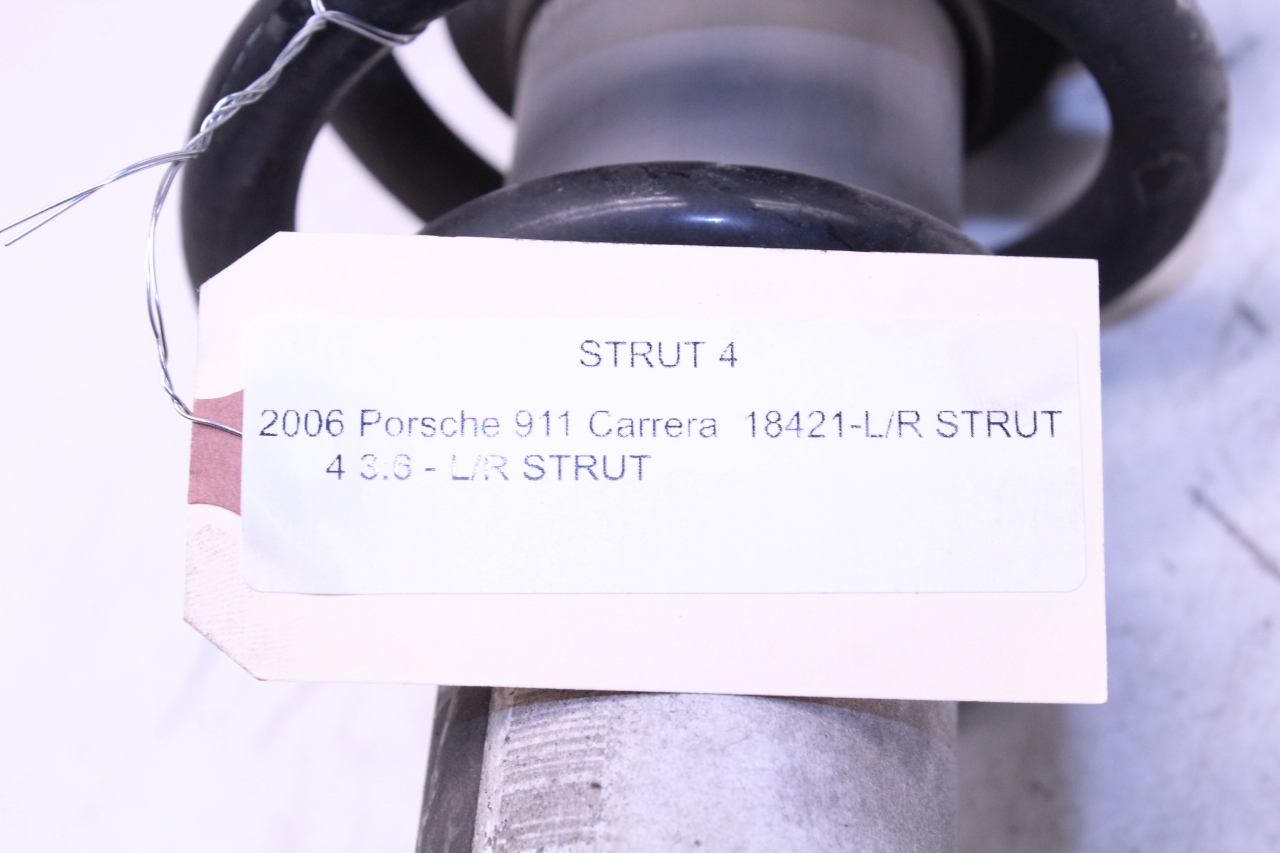 STRUT 4
2006 Porsche 911 Carrera 18421-L/R STRUT
4 3.6 - L/R STRUT